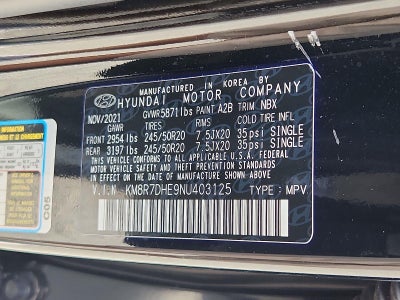 MANUFACTURED IN KOREA BY
HYUNDAI MOTOR COMPANY
NOV/2021 GVWR5871lbs PAINT A2B TRIM NBX
GAWR TIRES RIMS COLD TIRE INFL
FRONT 2954 lbs 245/50R20 7.5JX20 35psi SINGLE
REAR 3197 lbs 245/50R20 7.5JX20 35psi SINGLE
THIS VEHICLE CONFORMS TO ALL APPLICABLE U.S.A FEDERAL MOTOR
VEHICLE SAFETY AND THEFT PREVENTION STANDARDS IN EFFECT
ON THE DATE OF MANUFACTURE SHOWN ABOVE.
V.I.N : KM8R7DHE9NU403125 TYPE : MPV
C05